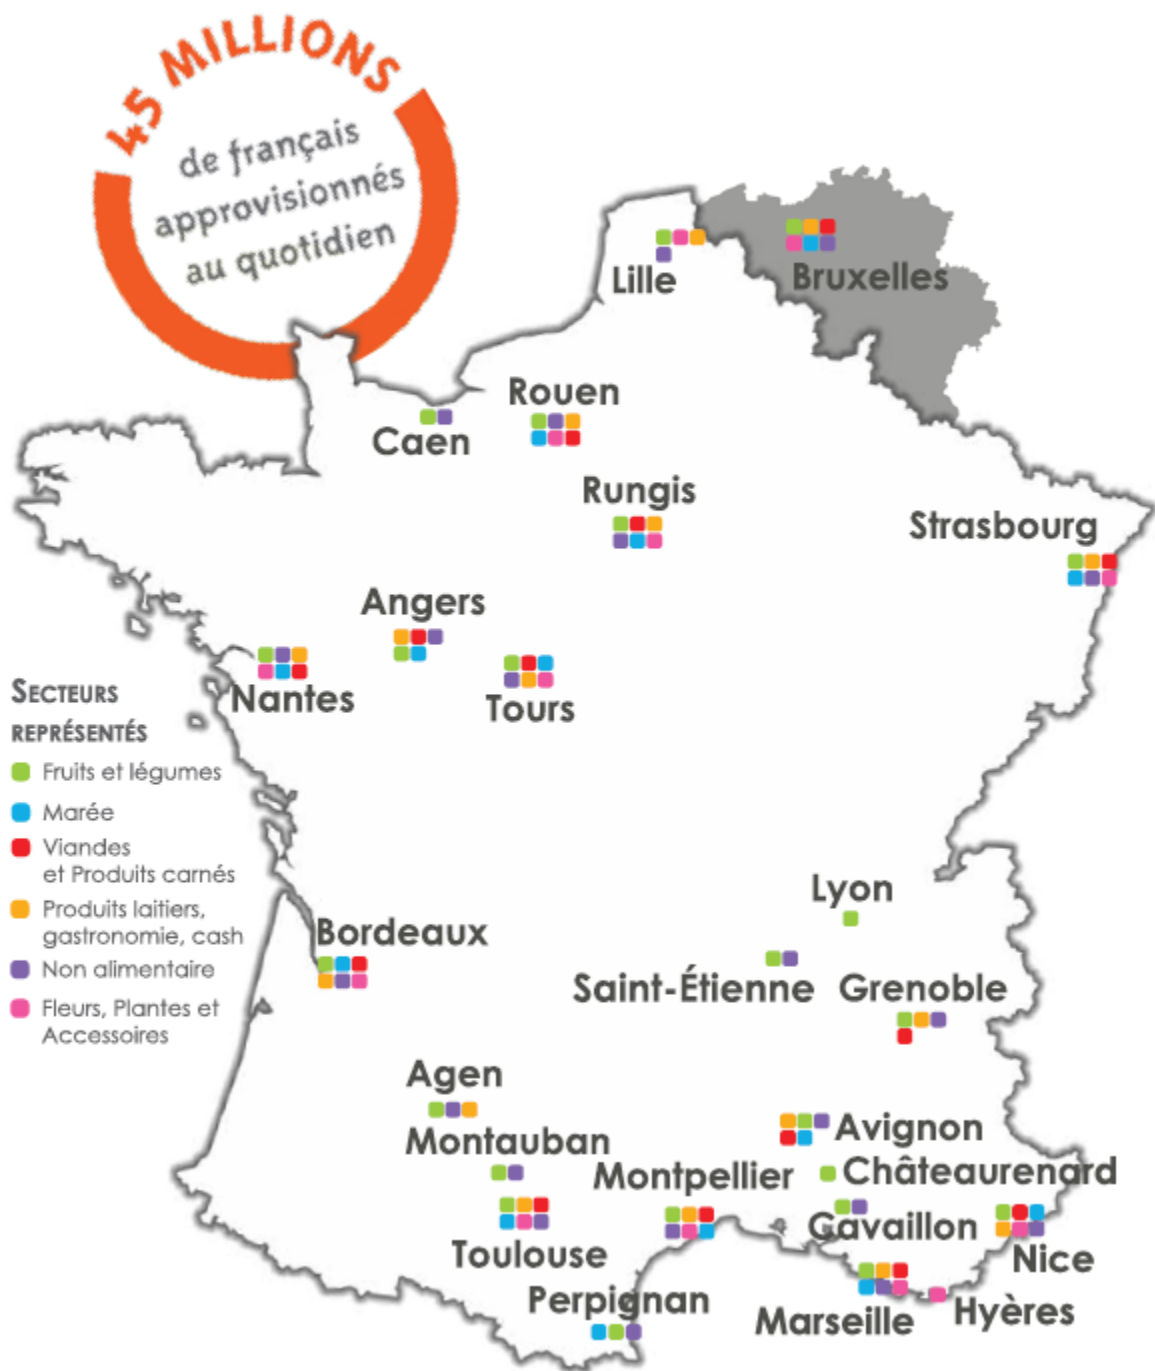 45 MILLIONS
de français
approvisionnés
au quotidien
Lille
Bruxelles
Rouen
Caen
Rungis
Strasbourg
Angers
Nantes
Tours
SECTEURS
REPRÉSENTÉS
Fruits et légumes
Marée
Viandes
et Produits carnés
Produits laitiers,
gastronomie, cash
Non alimentaire
Fleurs, Plantes et
Accessoires
Lyon
Bordeaux
Saint-Étienne
Grenoble
Agen
Avignon
Montauban
Châteaurenard
Montpellier
Gavaillon
Toulouse
Nice
Perpignan
Marseille
Hyères